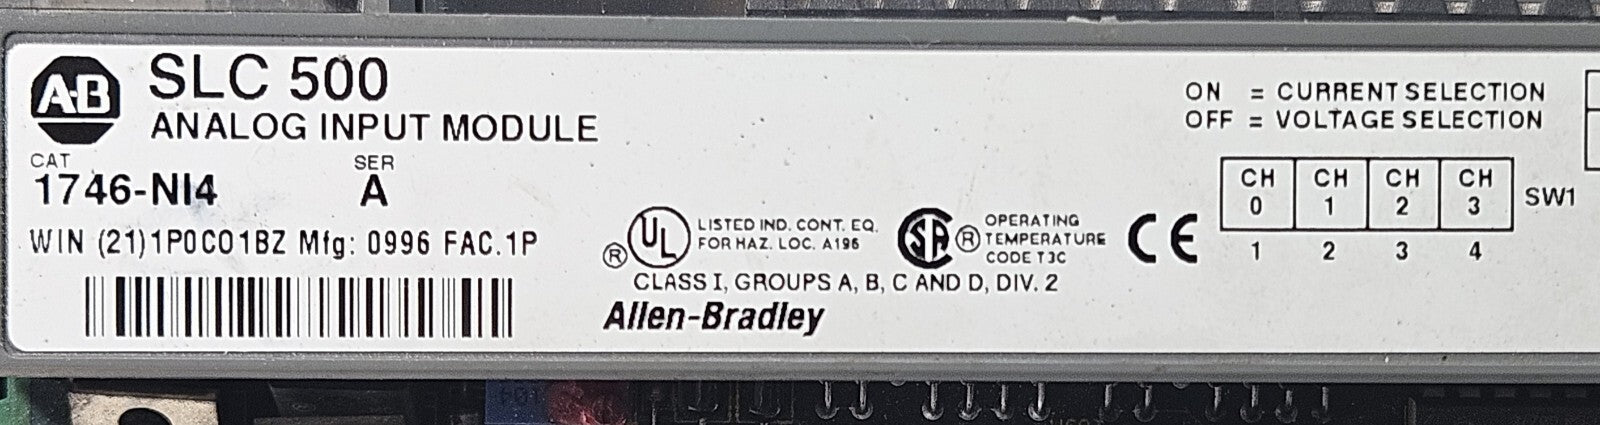 A-B
SLC 500
ANALOG INPUT MODULE
CAT SER
1746-NI4 A
WIN (21)1P0C01BZ Mfg: 0996 FAC.1P
® UL LISTED IND. CONT. EQ.
FOR HAZ. LOC. A196
SA ® OPERATING
TEMPERATURE
CODE T3C
CE
CLASS I, GROUPS A, B, C AND D, DIV. 2
Allen-Bradley
ON = CURRENT SELECTION
OFF = VOLTAGE SELECTION
CH CH CH CH
0 1 2 3
SW1
1 2 3 4